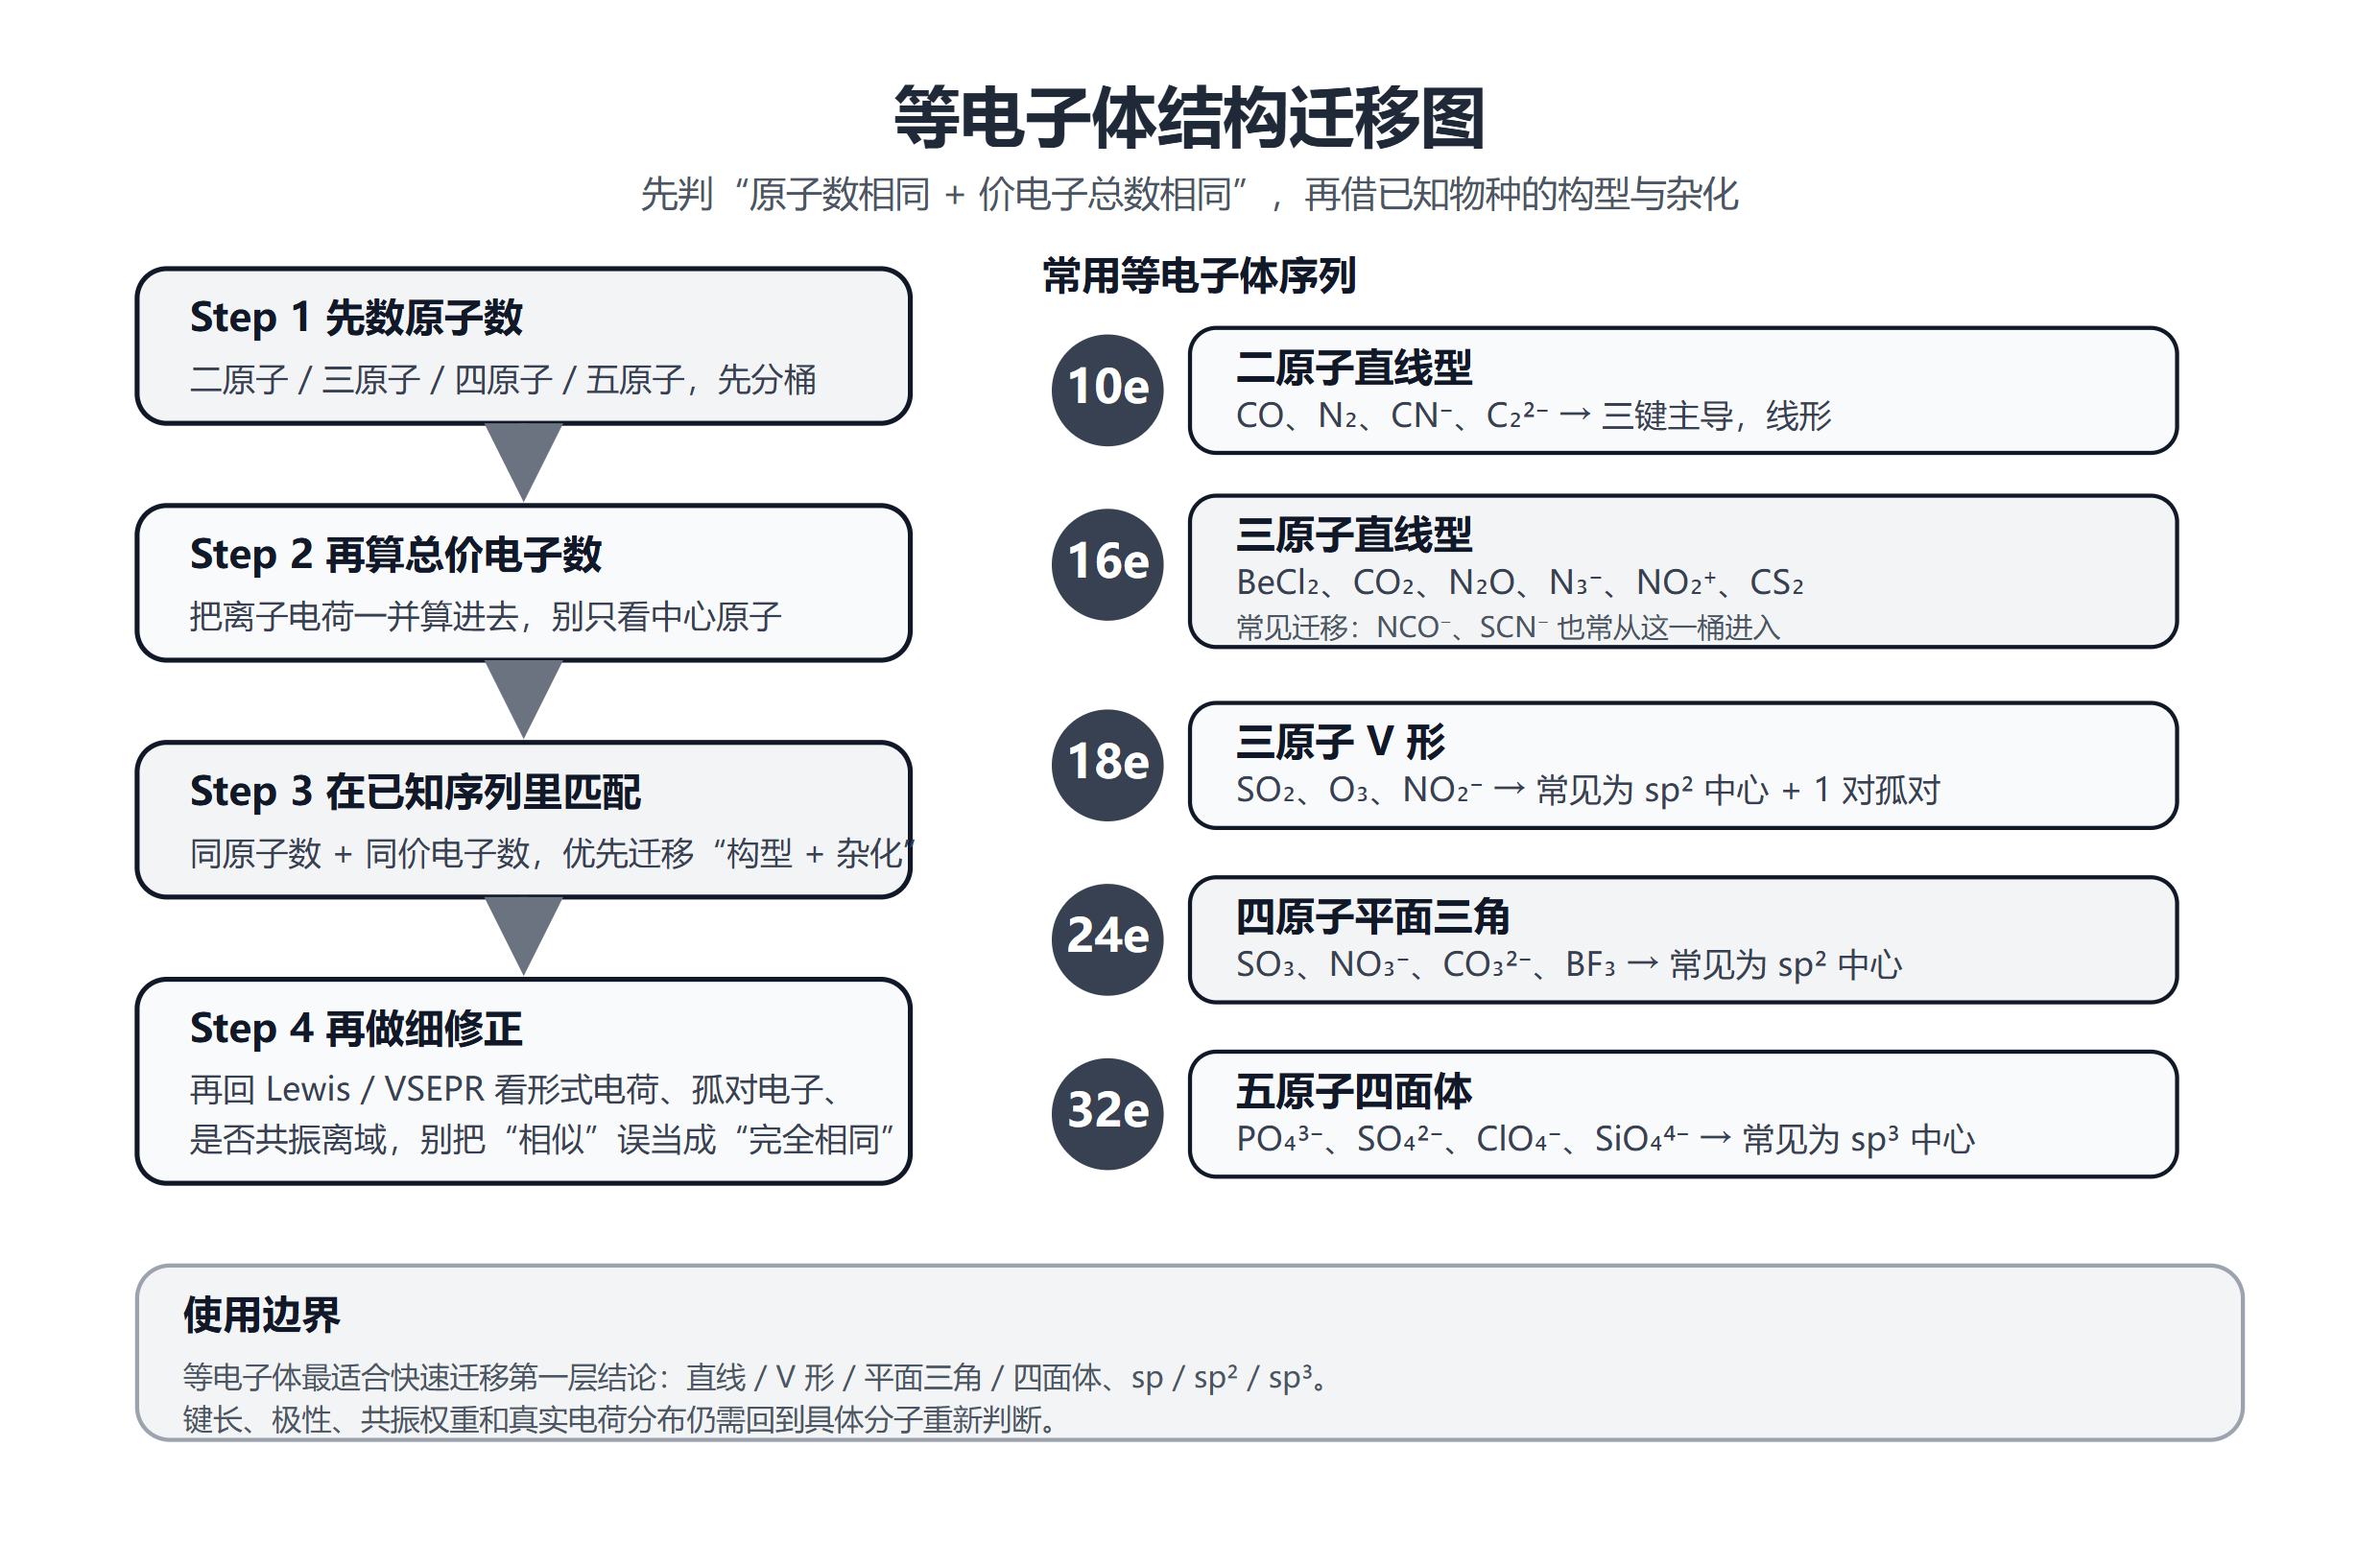 等电子体结构迁移图
先判“原子数相同 + 价电子总数相同”，再借已知物种的构型与杂化
Step 1 先数原子数
二原子 / 三原子 / 四原子 / 五原子，先分桶
Step 2 再算总价电子数
把离子电荷一并算进去，别只看中心原子
Step 3 在已知序列里匹配
同原子数 + 同价电子数，优先迁移“构型 + 杂化”
Step 4 再做细修正
再回 Lewis / VSEPR 看形式电荷、孤对电子、
是否共振离域，别把“相似”误当成“完全相同”
常用等电子体序列
10e
二原子直线型
CO、N₂、CN⁻、C₂²⁻ → 三键主导，线形
16e
三原子直线型
BeCl₂、CO₂、N₂O、N₃⁻、NO₂⁺、CS₂
常见迁移：NCO⁻、SCN⁻ 也常从这一桶进入
18e
三原子 V 形
SO₂、O₃、NO₂⁻ → 常见为 sp² 中心 + 1 对孤对
24e
四原子平面三角
SO₃、NO₃⁻、CO₃²⁻、BF₃ → 常见为 sp² 中心
32e
五原子四面体
PO₄³⁻、SO₄²⁻、ClO₄⁻、SiO₄⁴⁻ → 常见为 sp³ 中心
使用边界
等电子体最适合快速迁移第一层结论：直线 / V 形 / 平面三角 / 四面体、sp / sp² / sp³。
键长、极性、共振权重和真实电荷分布仍需回到具体分子重新判断。